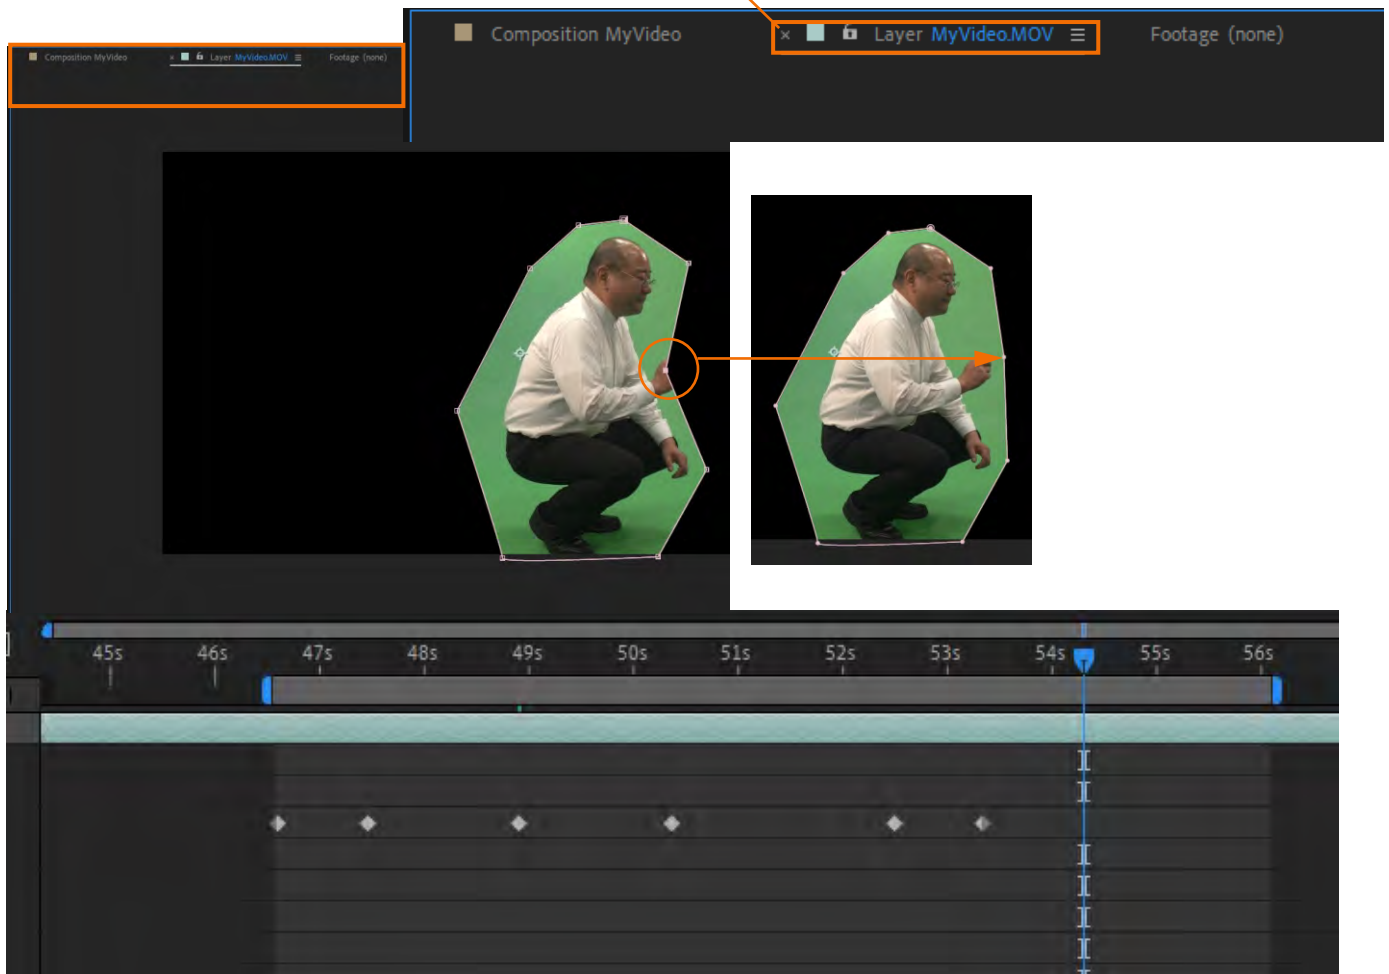 Composition MyVideo × Layer MyVideo.MOV Footage (none)
Composition MyVideo × Layer MyVideo.MOV Footage (none)
45s 46s 47s 48s 49s 50s 51s 52s 53s 54s 55s 56s